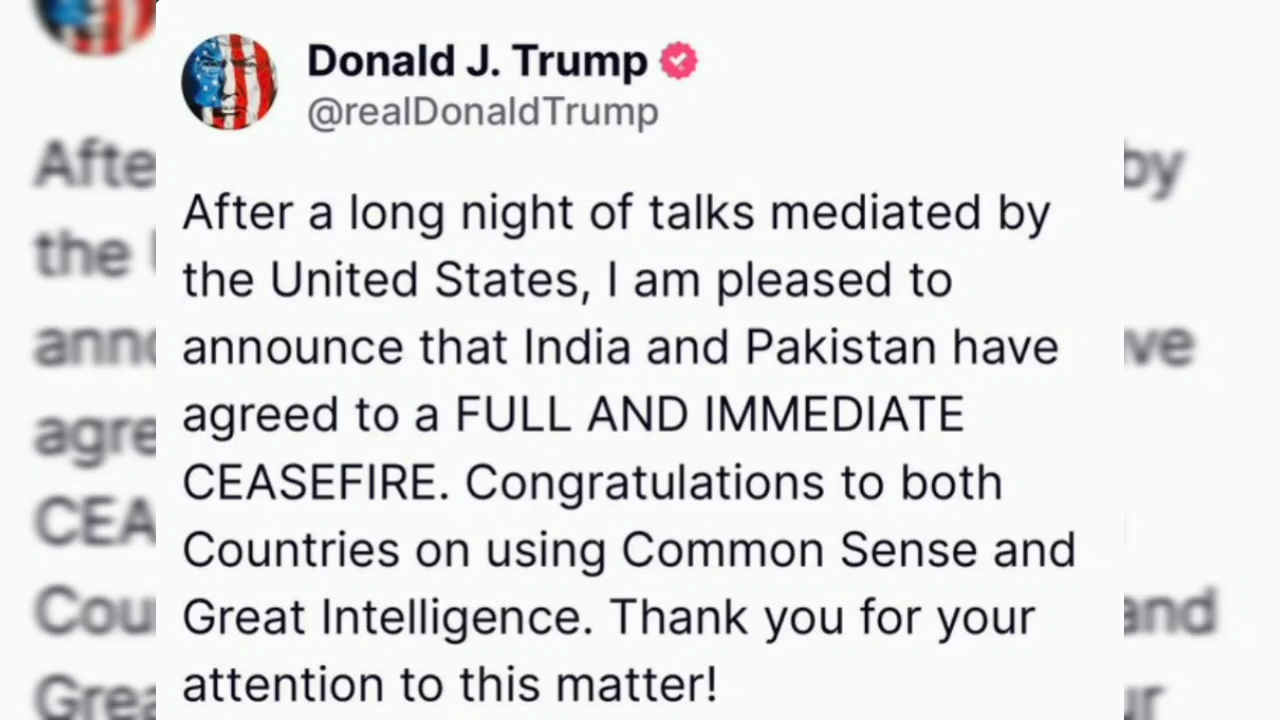 Donald J. Trump
@realDonaldTrump
After a long night of talks mediated by
the United States, I am pleased to
announce that India and Pakistan have
agreed to a FULL AND IMMEDIATE
CEASEFIRE. Congratulations to both
Countries on using Common Sense and
Great Intelligence. Thank you for your
attention to this matter!